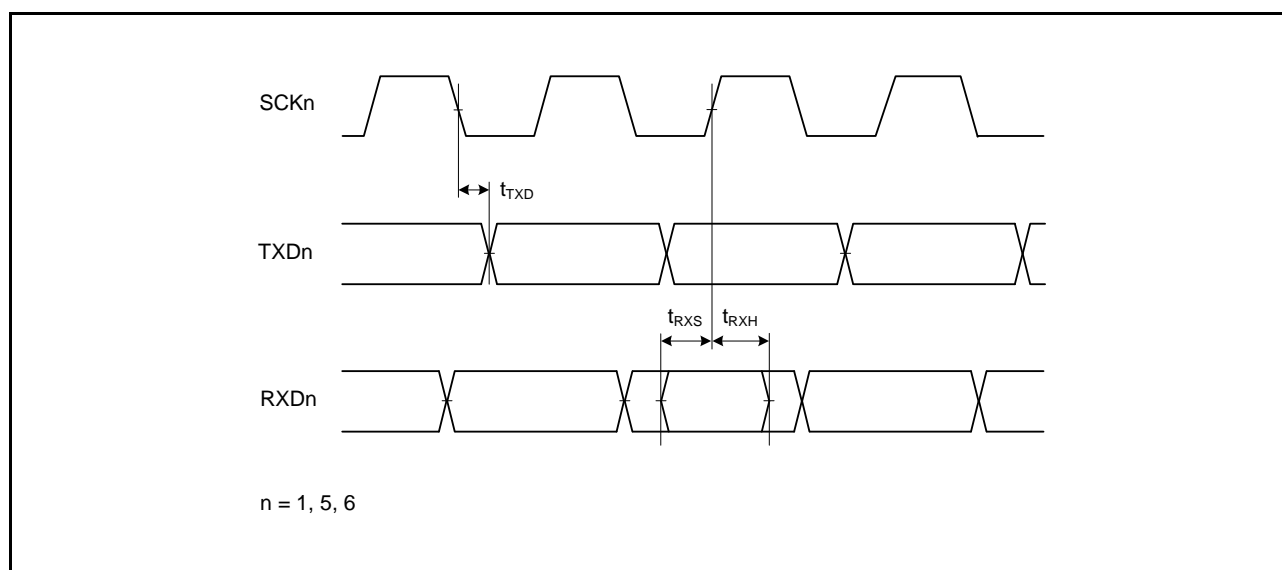 SCKn
tTXD
TXDn
tRXS tRXH
RXDn
n = 1, 5, 6